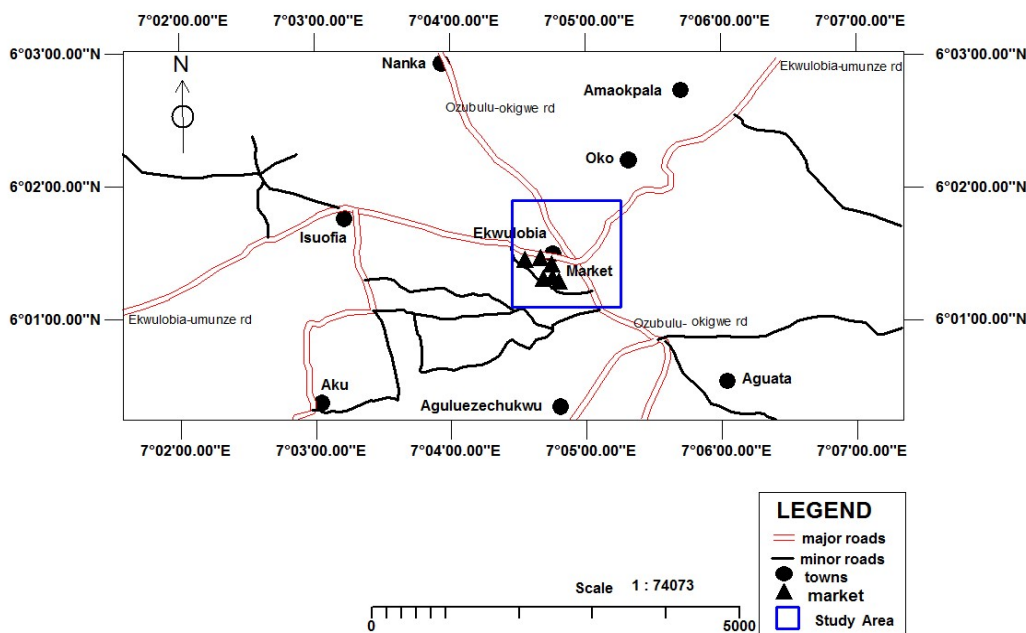 7°02'00.00"E 7°03'00.00"E 7°04'00.00"E 7°05'00.00"E 7°06'00.00"E 7°07'00.00"E
6°03'00.00"N 6°03'00.00"N
Nanka
Ekwulobia-umunze rd
N
Amaokpala
Ozubulu-okigwe rd
Oko
6°02'00.00"N 6°02'00.00"N
Isuofia
Ekwulobia
Market
6°01'00.00"N 6°01'00.00"N
Ekwulobia-umunze rd
Ozubulu- okigwe rd
Aku
Aguata
Aguluezechukwu
7°02'00.00"E 7°03'00.00"E 7°04'00.00"E 7°05'00.00"E 7°06'00.00"E 7°07'00.00"E
LEGEND
major roads
minor roads
towns
market
Study Area
Scale 1 : 74073
0 5000